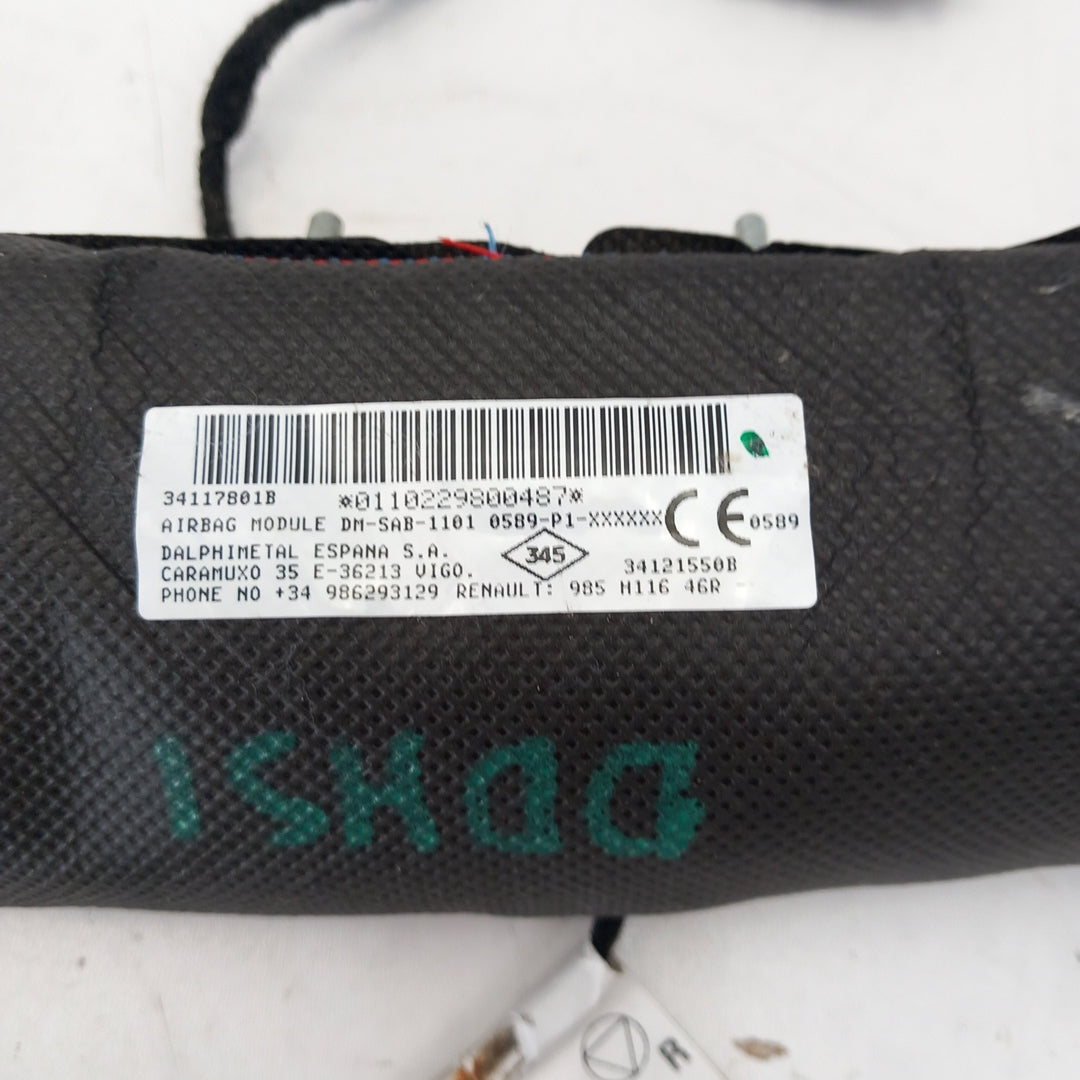 34117801B *0110229800487*
AIRBAG MODULE DM-SAB-1101 0589-P1-XXXXXX CE 0589
DALPHIMETAL ESPANA S.A. 345
CARAMUXO 35 E-36213 VIGO. 34121550B
PHONE NO +34 986293129 RENAULT: 985 H116 46R
R